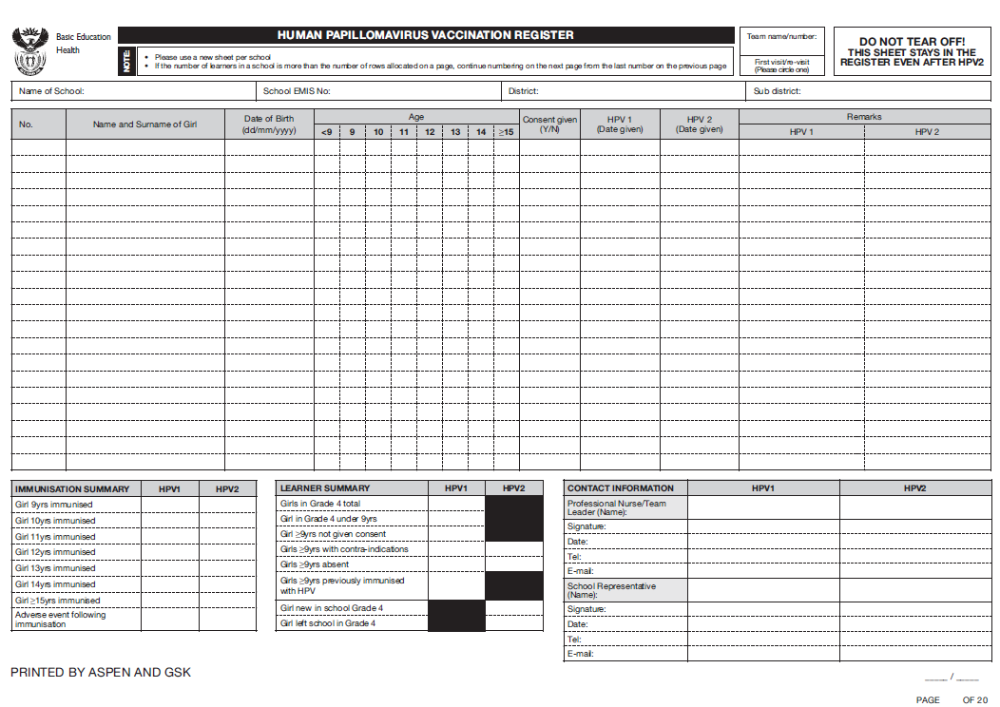 Basic Education
Health
HUMAN PAPILLOMAVIRUS VACCINATION REGISTER
NOTE:
• Please use a new sheet per school
• If the number of learners in a school is more than the number of rows allocated on a page, continue numbering on the next page from the last number on the previous page
Team name/number:
First visit/re-visit
(Please circle one)
DO NOT TEAR OFF!
THIS SHEET STAYS IN THE
REGISTER EVEN AFTER HPV2
Name of School: School EMIS No: District: Sub district:
No. Name and Surname of Girl Date of Birth (dd/mm/yyyy) Age Consent given (Y/N) HPV 1 (Date given) HPV 2 (Date given) Remarks
<9 9 10 11 12 13 14 ≥15 HPV 1 HPV 2
IMMUNISATION SUMMARY HPV1 HPV2
Girl 9yrs immunised
Girl 10yrs immunised
Girl 11yrs immunised
Girl 12yrs immunised
Girl 13yrs immunised
Girl 14yrs immunised
Girl ≥15yrs immunised
Adverse event following
immunisation
LEARNER SUMMARY HPV1 HPV2
Girls in Grade 4 total
Girl in Grade 4 under 9yrs
Girl ≥9yrs not given consent
Girls ≥9yrs with contra-indications
Girls ≥9yrs absent
Girls ≥9yrs previously immunised
with HPV
Girl new in school Grade 4
Girl left school in Grade 4
CONTACT INFORMATION HPV1 HPV2
Professional Nurse/Team
Leader (Name):
Signature:
Date:
Tel:
E-mail:
School Representative
(Name):
Signature:
Date:
Tel:
E-mail:
PRINTED BY ASPEN AND GSK
____ / ____
PAGE OF 20